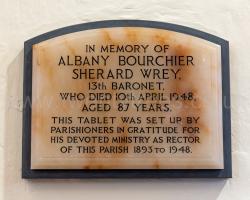 IN MEMORY OF
ALBANY BOURCHIER
SHERARD WREY,
13TH BARONET,
WHO DIED 10TH APRIL 1948,
AGED 87 YEARS.
THIS TABLET WAS SET UP BY
PARISHIONERS IN GRATITUDE FOR
HIS DEVOTED MINISTRY AS RECTOR
OF THIS PARISH 1893 TO 1948.